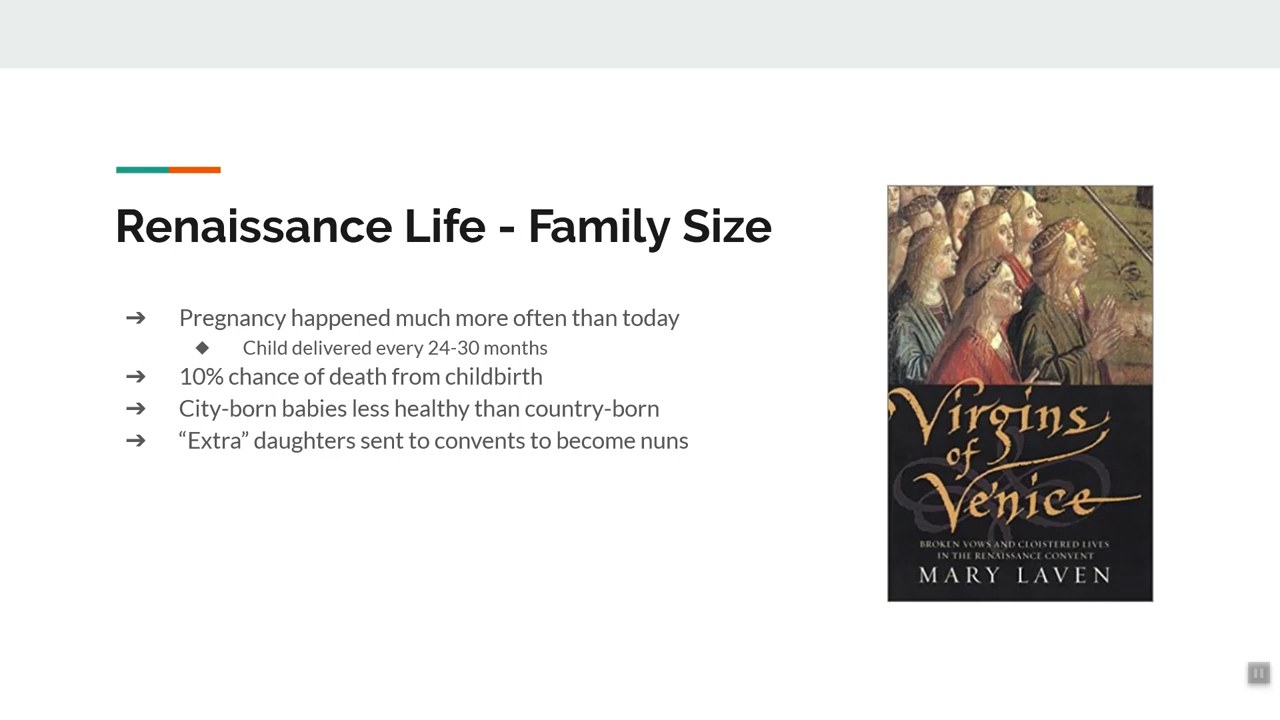 Renaissance Life - Family Size
➔ Pregnancy happened much more often than today
◆ Child delivered every 24-30 months
➔ 10% chance of death from childbirth
➔ City-born babies less healthy than country-born
➔ “Extra” daughters sent to convents to become nuns
Virgins
of
Venice
BROKEN VOWS AND CLOISTERED LIVES
IN THE RENAISSANCE CONVENT
MARY LAVEN